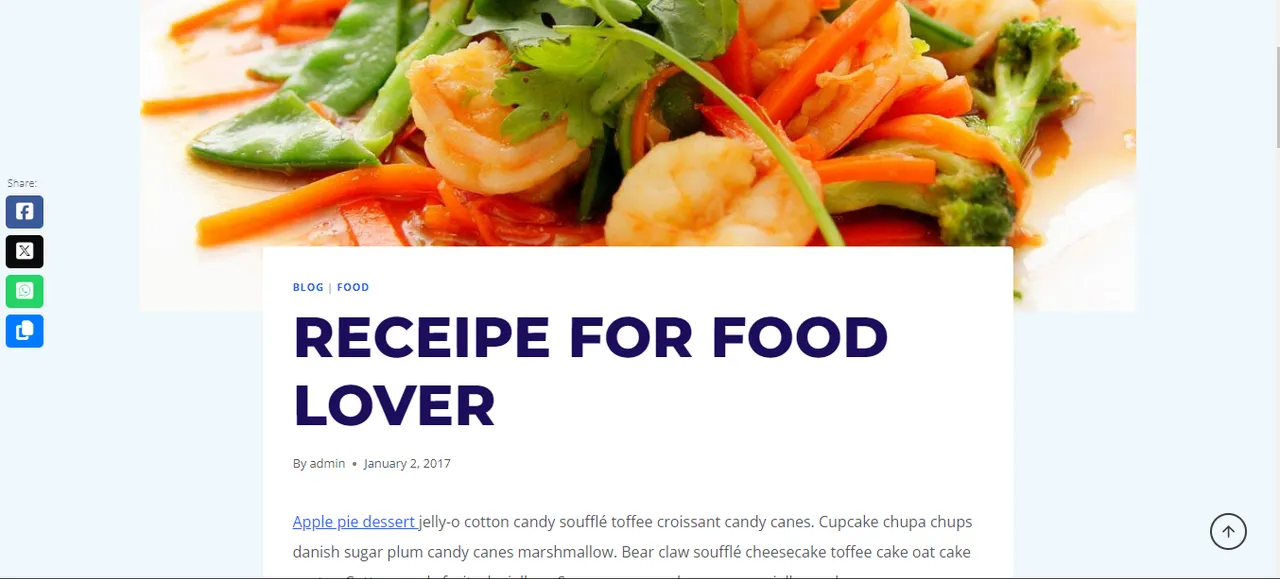 Share:
BLOG | FOOD
RECEIPE FOR FOOD
LOVER
By admin • January 2, 2017
Apple pie dessert jelly-o cotton candy soufflé toffee croissant candy canes. Cupcake chupa chups
danish sugar plum candy canes marshmallow. Bear claw soufflé cheesecake toffee cake oat cake